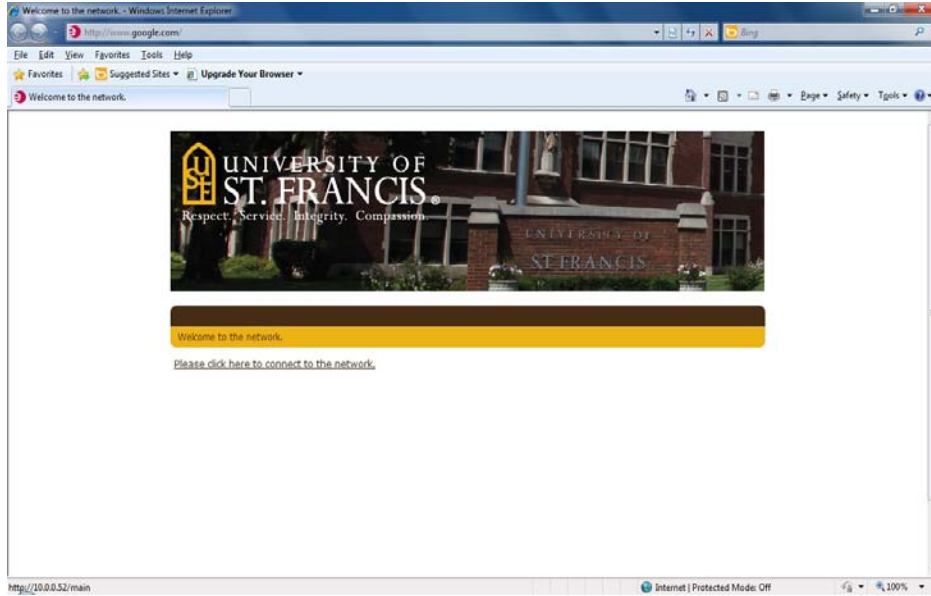 Welcome to the network. - Windows Internet Explorer
http://www.google.com/
Bing
File Edit View Favorites Tools Help
Favorites Suggested Sites Upgrade Your Browser
Welcome to the network.
Page Safety Tools
USF
UNIVERSITY OF
ST. FRANCIS®
Respect. Service. Integrity. Compassion.
UNIVERSITY OF
ST FRANCIS
Welcome to the network.
Please click here to connect to the network.
http://10.0.0.52/main Internet | Protected Mode: Off 100%